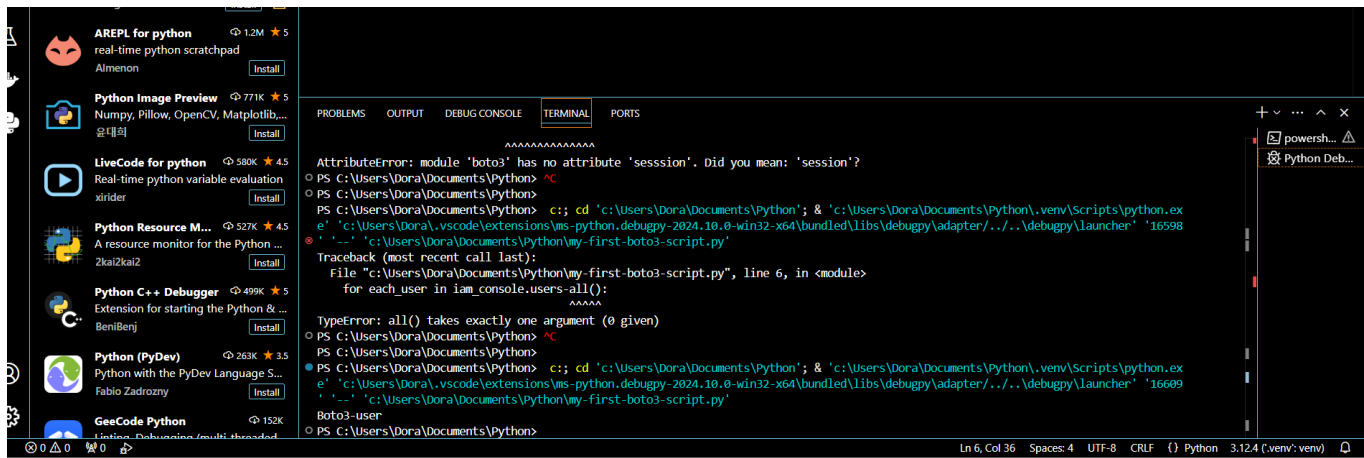 Install
AREPL for python 1.2M 5
real-time python scratchpad
Almenon Install
Python Image Preview 771K 5
Numpy, Pillow, OpenCV, Matplotlib,...
윤대희 Install
LiveCode for python 580K 4.5
Real-time python variable evaluation
xirider Install
Python Resource M... 527K 4.5
A resource monitor for the Python ...
2kai2kai2 Install
Python C++ Debugger 499K 5
Extension for starting the Python & ...
BeniBenj Install
Python (PyDev) 263K 3.5
Python with the PyDev Language S...
Fabio Zadrozny Install
GeeCode Python 152K
Linting, Debugging (multi-threaded
PROBLEMS OUTPUT DEBUG CONSOLE TERMINAL PORTS
^^^^^^^^^^^^^^
AttributeError: module 'boto3' has no attribute 'sesssion'. Did you mean: 'session'?
PS C:\Users\Dora\Documents\Python> ^C
PS C:\Users\Dora\Documents\Python>
PS C:\Users\Dora\Documents\Python>  c:; cd 'c:\Users\Dora\Documents\Python'; & 'c:\Users\Dora\Documents\Python\.venv\Scripts\python.ex
e' 'c:\Users\Dora\.vscode\extensions\ms-python.debugpy-2024.10.0-win32-x64\bundled\libs\debugpy\adapter/../..\debugpy\launcher' '16598
' '--' 'c:\Users\Dora\Documents\Python\my-first-boto3-script.py'
Traceback (most recent call last):
File "c:\Users\Dora\Documents\Python\my-first-boto3-script.py", line 6, in <module>
for each_user in iam_console.users-all():
^^^^^
TypeError: all() takes exactly one argument (0 given)
PS C:\Users\Dora\Documents\Python> ^C
PS C:\Users\Dora\Documents\Python>
PS C:\Users\Dora\Documents\Python>  c:; cd 'c:\Users\Dora\Documents\Python'; & 'c:\Users\Dora\Documents\Python\.venv\Scripts\python.ex
e' 'c:\Users\Dora\.vscode\extensions\ms-python.debugpy-2024.10.0-win32-x64\bundled\libs\debugpy\adapter/../..\debugpy\launcher' '16609
' '--' 'c:\Users\Dora\Documents\Python\my-first-boto3-script.py'
Boto3-user
PS C:\Users\Dora\Documents\Python>
powersh...
Python Deb...
0 0 0 Ln 6, Col 36 Spaces: 4 UTF-8 CRLF {} Python 3.12.4 ('.venv': venv)